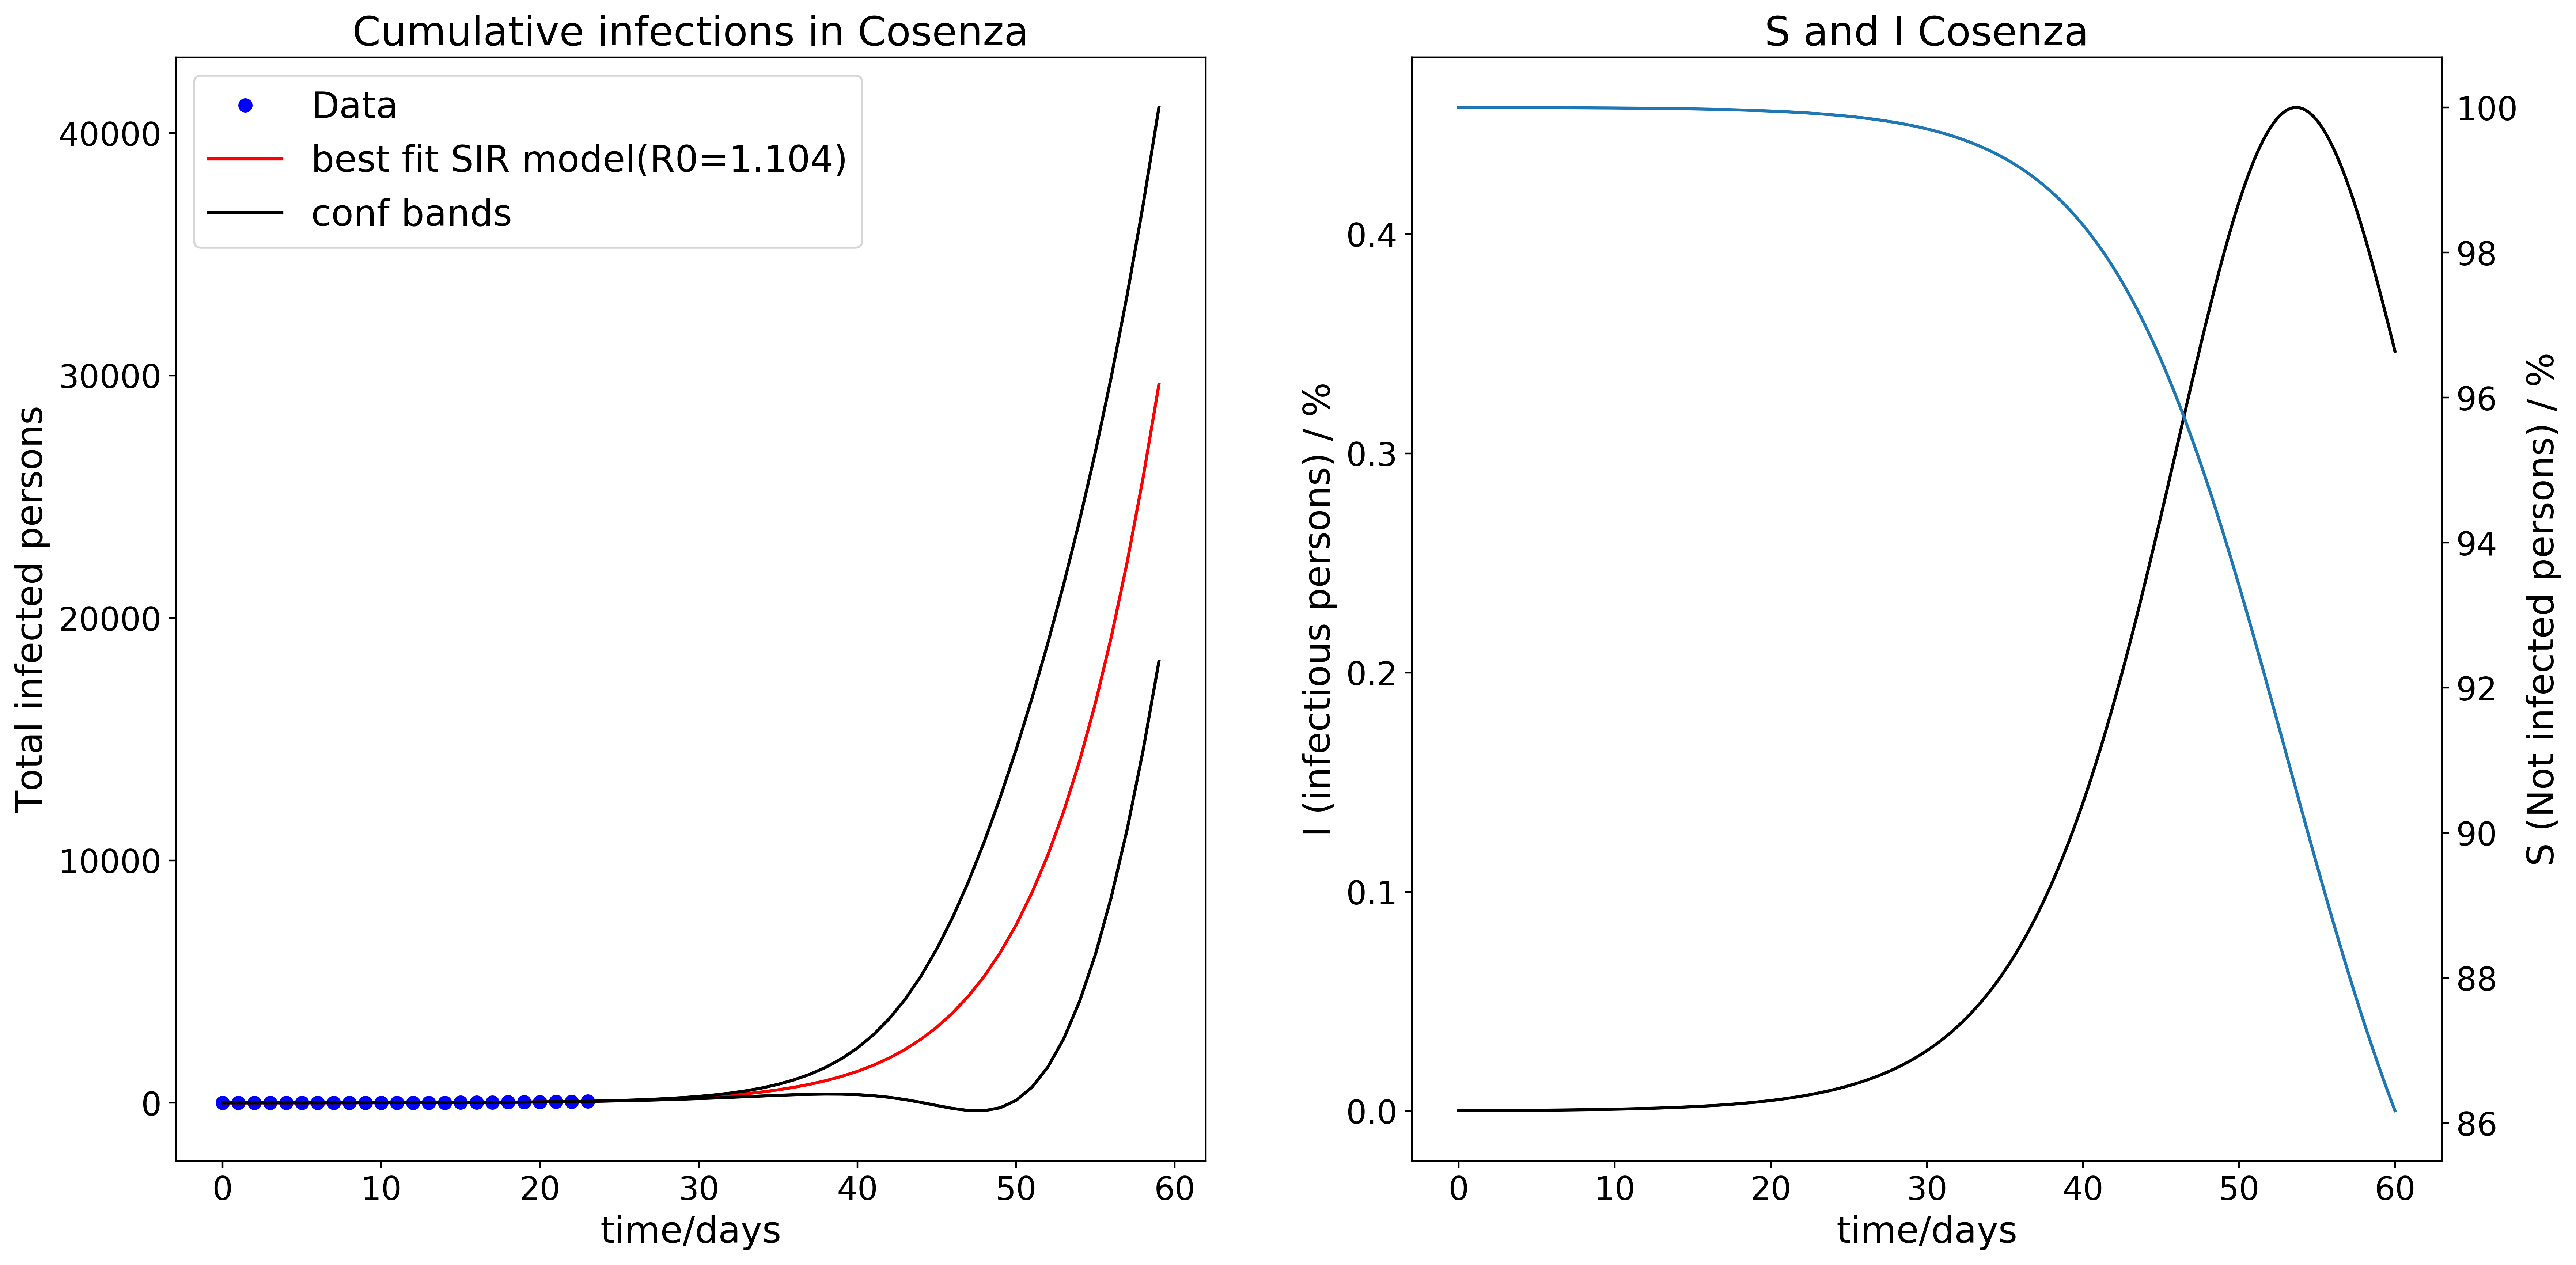 Cumulative infections in Cosenza
Data
best fit SIR model(R0=1.104)
conf bands
40000
30000
20000
10000
0
Total infected persons
0 10 20 30 40 50 60
time/days
S and I Cosenza
0.4
0.3
0.2
0.1
0.0
I (infectious persons) / %
100
98
96
94
92
90
88
86
S (Not infected persons) / %
0 10 20 30 40 50 60
time/days